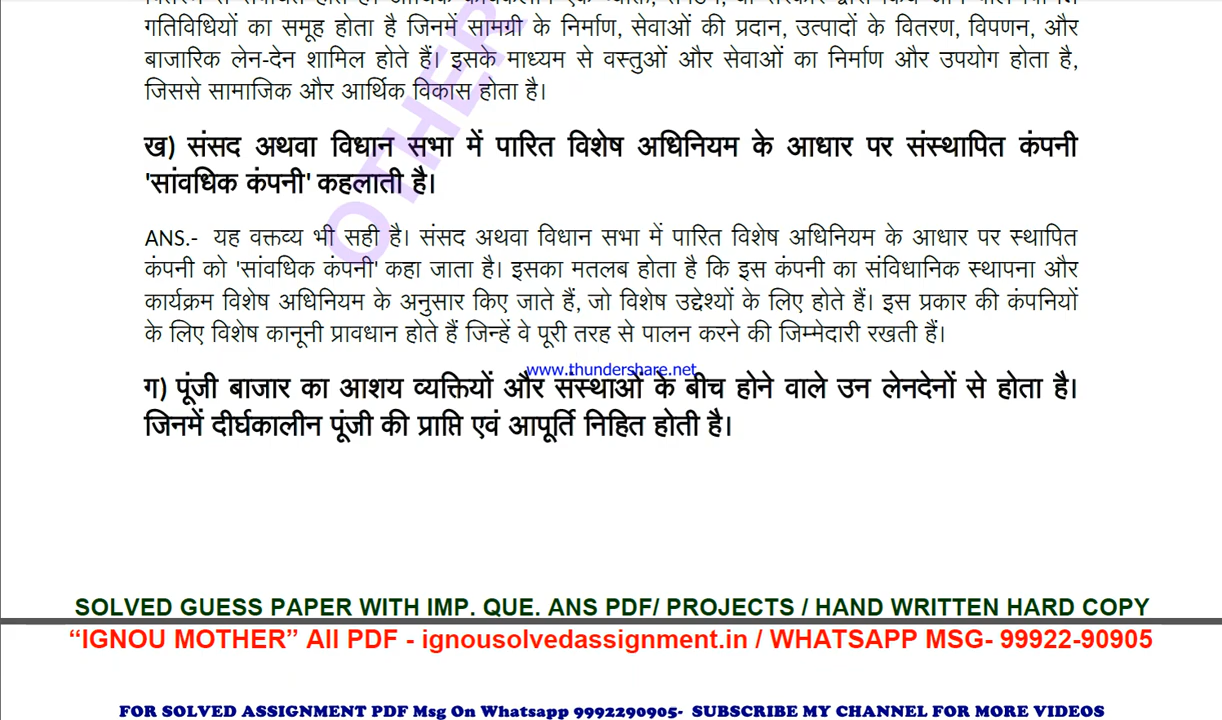 गतिविधियों का समूह होता है जिनमें सामग्री के निर्माण, सेवाओं की प्रदान, उत्पादों के वितरण, विपणन, और
बाजारिक लेन-देन शामिल होते हैं। इसके माध्यम से वस्तुओं और सेवाओं का निर्माण और उपयोग होता है,
जिससे सामाजिक और आर्थिक विकास होता है।
ख) संसद अथवा विधान सभा में पारित विशेष अधिनियम के आधार पर संस्थापित कंपनी
'सांवधिक कंपनी' कहलाती है।
ANS.- यह वक्तव्य भी सही है। संसद अथवा विधान सभा में पारित विशेष अधिनियम के आधार पर स्थापित
कंपनी को 'सांवधिक कंपनी' कहा जाता है। इसका मतलब होता है कि इस कंपनी का संविधानिक स्थापना और
कार्यक्रम विशेष अधिनियम के अनुसार किए जाते हैं, जो विशेष उद्देश्यों के लिए होते हैं। इस प्रकार की कंपनियों
के लिए विशेष कानूनी प्रावधान होते हैं जिन्हें वे पूरी तरह से पालन करने की जिम्मेदारी रखती हैं।
www.thundershare.net
ग) पूंजी बाजार का आशय व्यक्तियों और संस्थाओं के बीच होने वाले उन लेनदेनों से होता है।
जिनमें दीर्घकालीन पूंजी की प्राप्ति एवं आपूर्ति निहित होती है।
OTHER
SOLVED GUESS PAPER WITH IMP. QUE. ANS PDF/ PROJECTS / HAND WRITTEN HARD COPY
“IGNOU MOTHER” All PDF - ignousolvedassignment.in / WHATSAPP MSG- 99922-90905
FOR SOLVED ASSIGNMENT PDF Msg On Whatsapp 9992290905- SUBSCRIBE MY CHANNEL FOR MORE VIDEOS